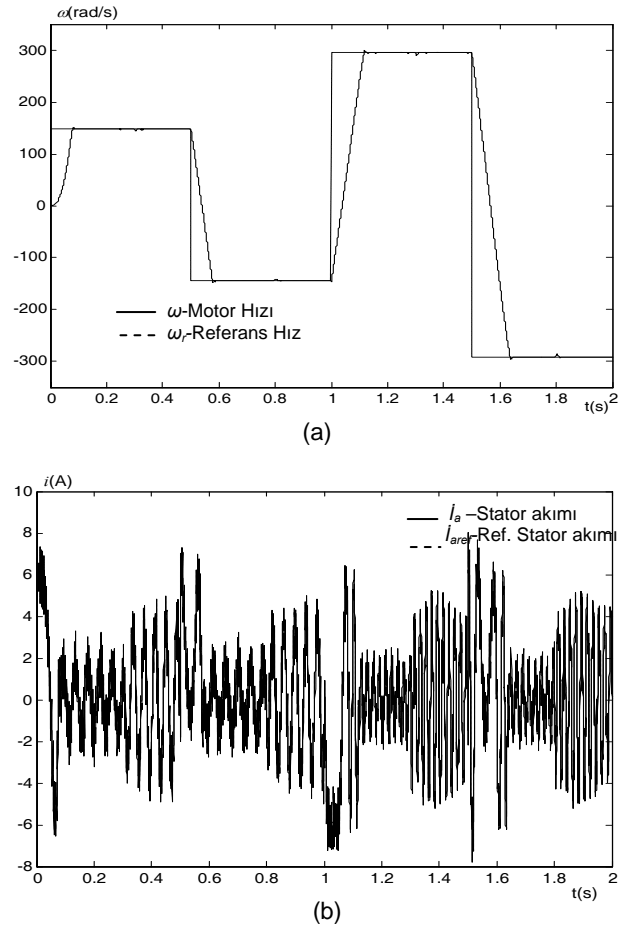 ω(rad/s)
300
200
100
0
-100
-200
-300
ω-Motor Hızı
ωr-Referans Hız
0 0.2 0.4 0.6 0.8 1 1.2 1.4 1.6 1.8 2
t(s)
(a)
i(A)
10
8
6
4
2
0
-2
-4
-6
-8
İa –Stator akımı
İaref-Ref. Stator akımı
0 0.2 0.4 0.6 0.8 1 1.2 1.4 1.6 1.8 2
t(s)
(b)